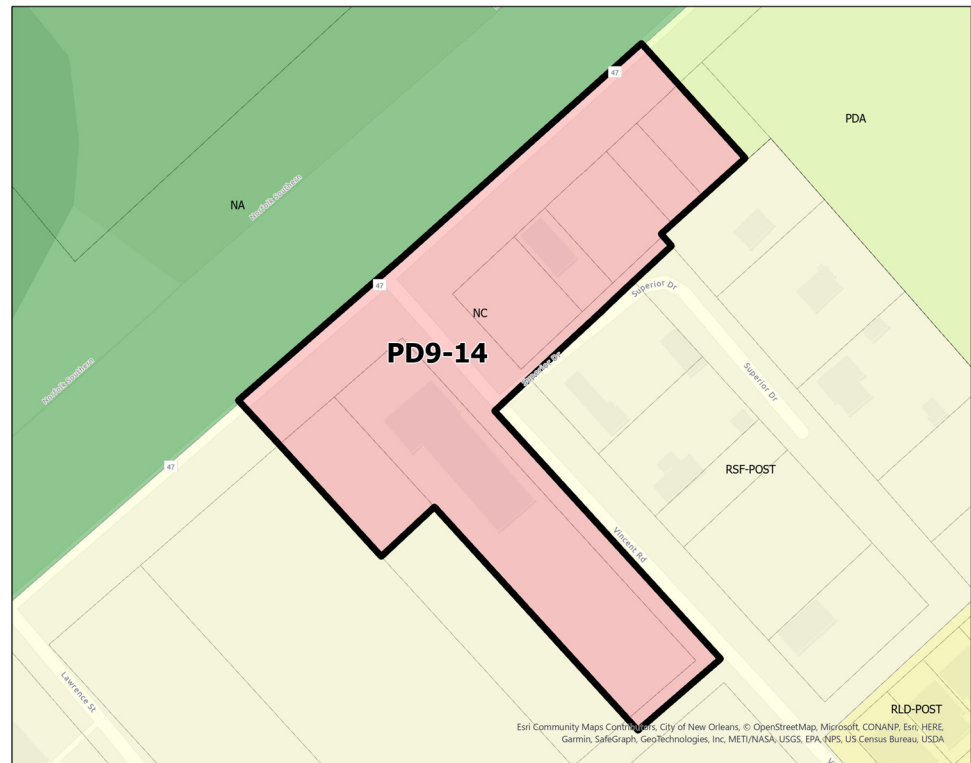 47
PDA
NA
Norfolk Southern
47
Superior Dr
NC
PD9-14
Superior Dr
Superior Dr
Norfolk Southern
47
RSF-POST
Vincent Rd
Lawrence St
RLD-POST
Esri Community Maps Contributors, City of New Orleans, © OpenStreetMap, Microsoft, CONANP, Esri, HERE,
Garmin, SafeGraph, GeoTechnologies, Inc, METI/NASA, USGS, EPA, NPS, US Census Bureau, USDA